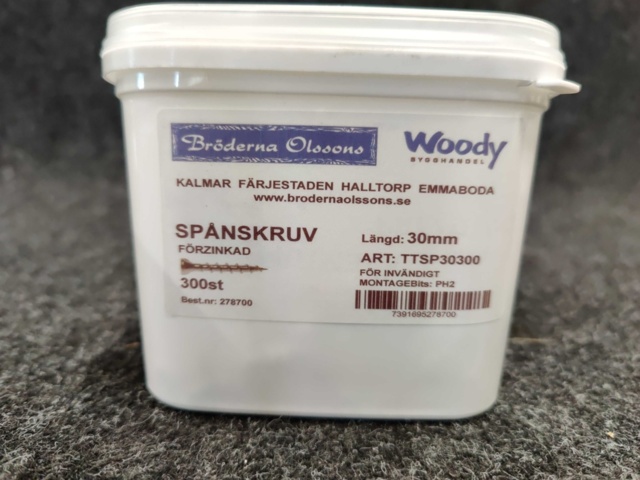 Bröderna Olssons
Woody
BYGGHANDEL
KALMAR FÄRJESTADEN HALLTORP EMMABODA
www.brodernaolssons.se
SPÅNSKRUV
FÖRZINKAD
300st
Best.nr: 278700
Längd: 30mm
ART: TTSP30300
FÖR INVÄNDIGT
MONTAGEBits: PH2
7391695278700